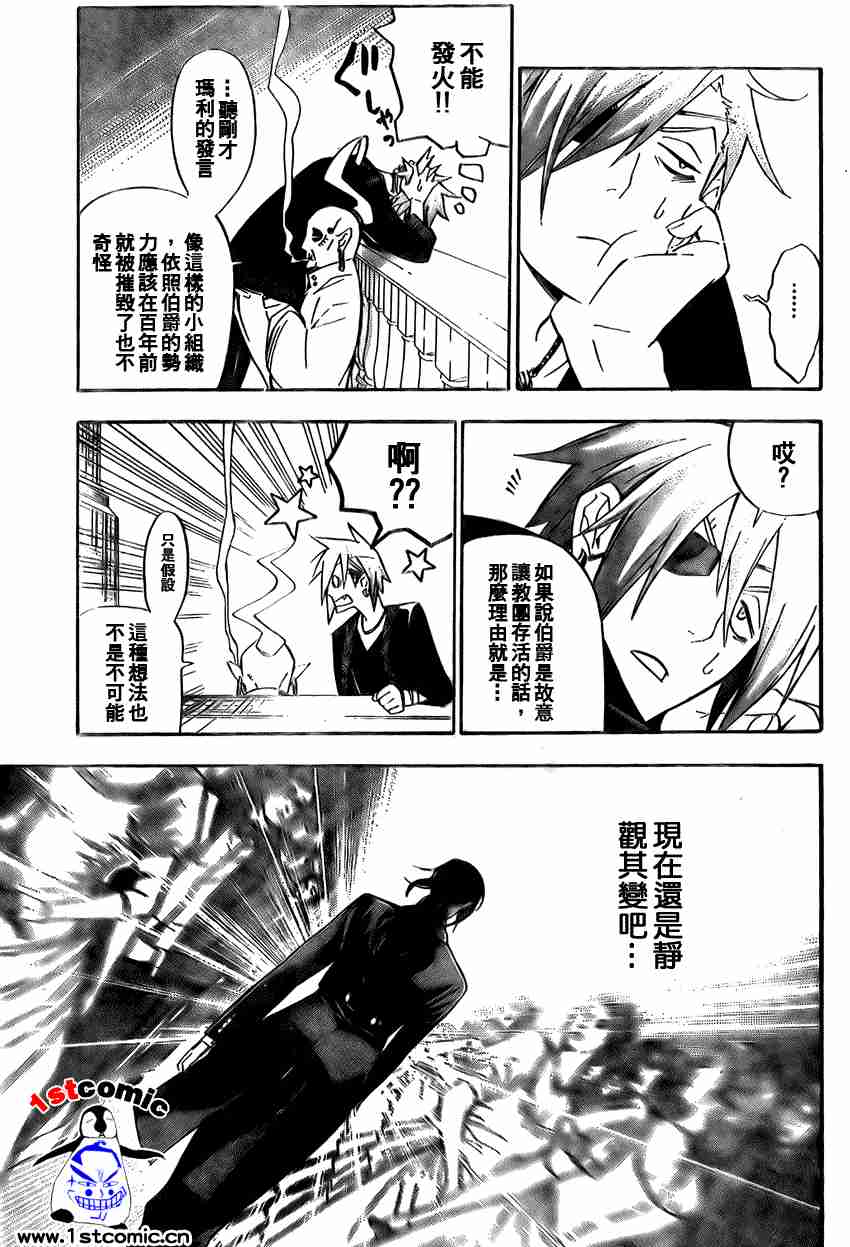 ……
不能
發火!!
ぐじゃっ
…聽剛才
瑪利的發言
像這樣的小組織
，依照伯爵的勢
力應該在百年前
就被摧毀了也不
奇怪
哎?
如果說伯爵是故意
讓教團存活的話，
那麼理由就是…
啊
??
只是假設
這種想法也
不是不可能
現在還是靜
觀其變吧…
1stcomic
www.1stcomic.cn